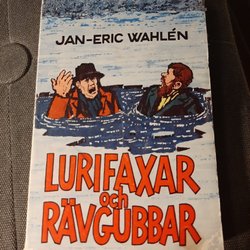 JAN-ERIC WAHLÉN
LURIFAXAR
och
RÄVGUBBAR